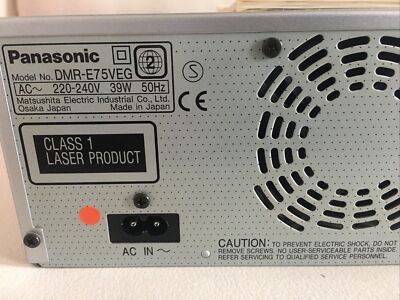 Panasonic
2
Model No. DMR-E75VEG
AC~ 220-240V 39W 50Hz
Matsushita Electric Industrial Co., Ltd.
Osaka Japan Made in Japan
S
CE
CLASS 1
LASER PRODUCT
AC IN ~
CAUTION: TO PREVENT ELECTRIC SHOCK, DO NOT
REMOVE SCREWS. NO USER-SERVICEABLE PARTS INSIDE.
REFER SERVICING TO QUALIFIED SERVICE PERSONNEL.